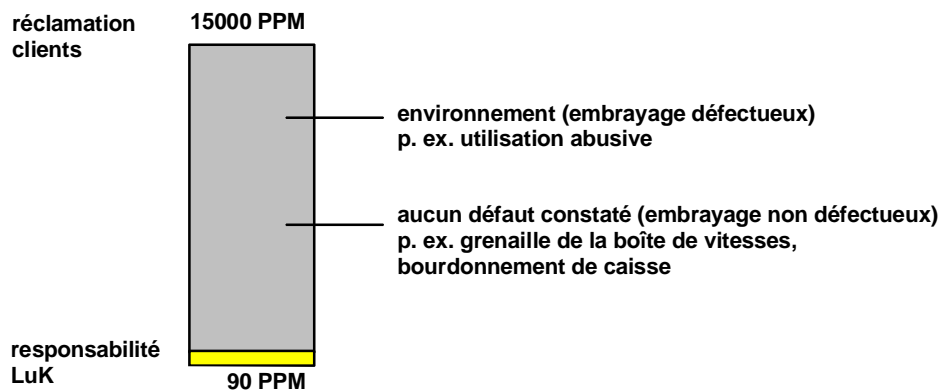 réclamation
clients
15000 PPM
environnement (embrayage défectueux)
p. ex. utilisation abusive
aucun défaut constaté (embrayage non défectueux)
p. ex. grenaille de la boîte de vitesses,
bourdonnement de caisse
responsabilité
LuK
90 PPM